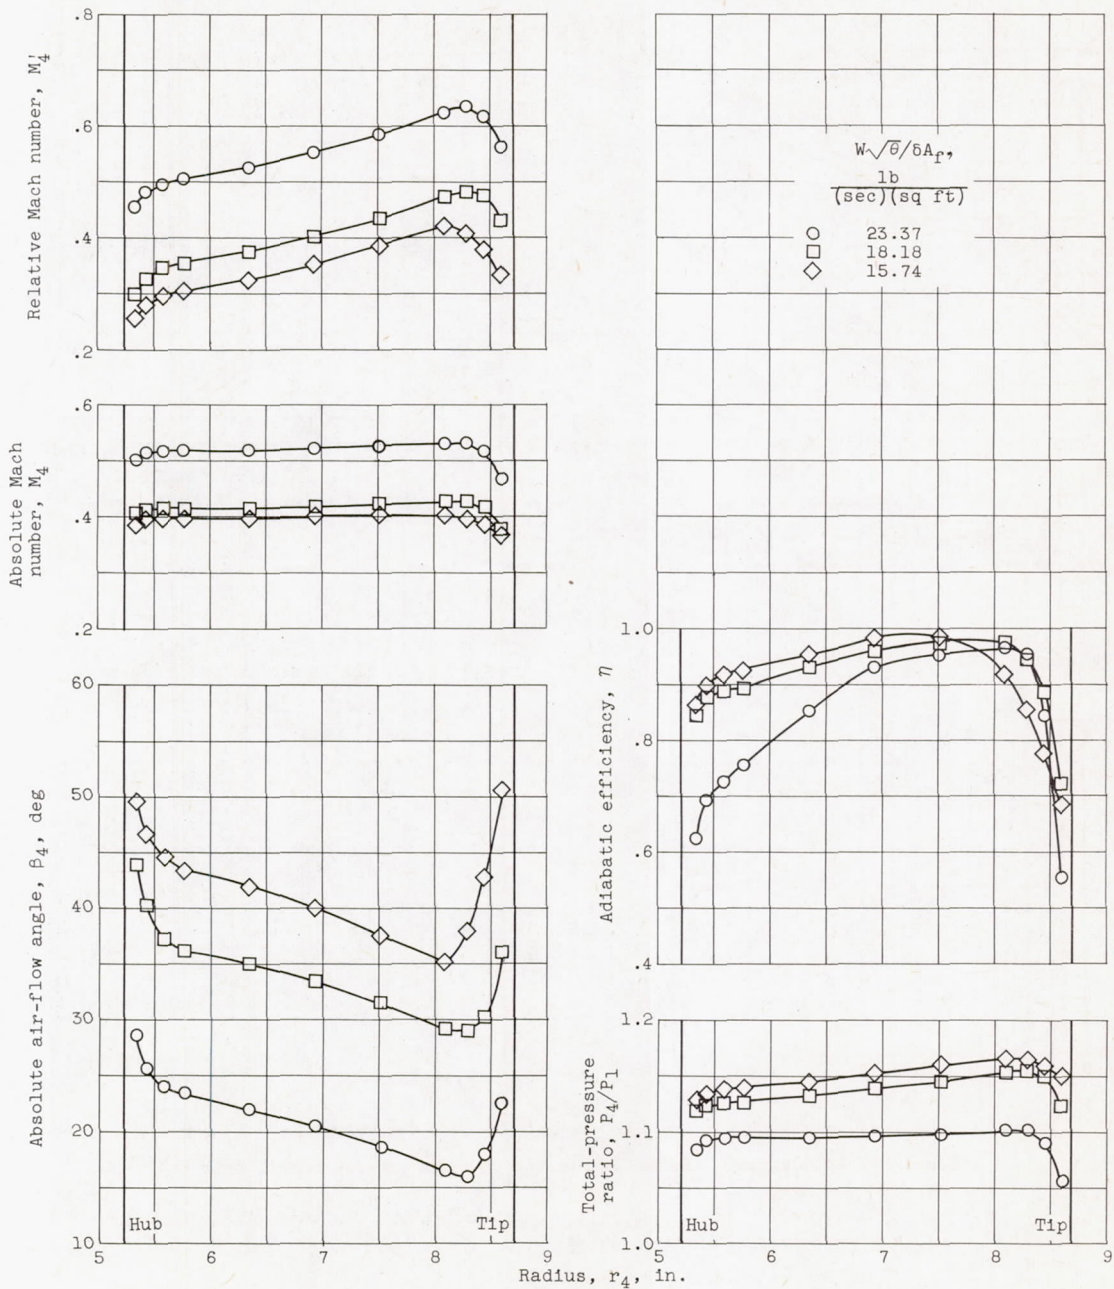 Relative Mach number, M₄′
.8
.6
.4
.2
W√θ/δA_f,
lb
(sec)(sq ft)
○ 23.37
□ 18.18
◇ 15.74
Absolute Mach
number, M₄
.6
.4
.2
Absolute air-flow angle, β₄, deg
60
50
40
30
20
10
Hub
Tip
5
6
7
8
9
Adiabatic efficiency, η
1.0
.8
.6
.4
Total-pressure
ratio, P₄/P₁
1.2
1.1
1.0
Hub
Tip
5
6
7
8
9
Radius, r₄, in.